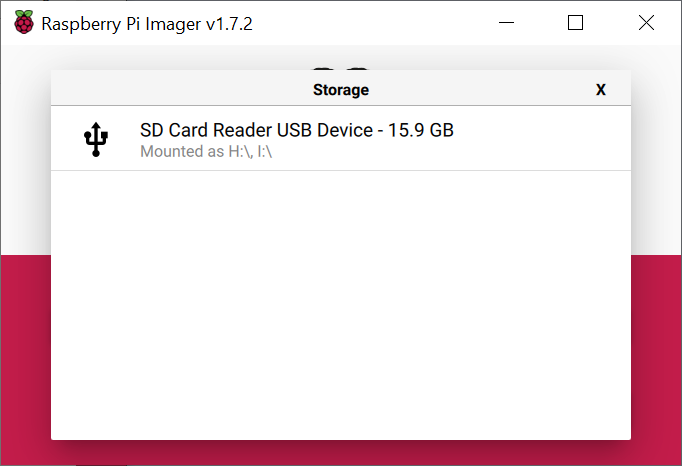 Raspberry Pi Imager v1.7.2
Storage
X
SD Card Reader USB Device - 15.9 GB
Mounted as H:\, I:\